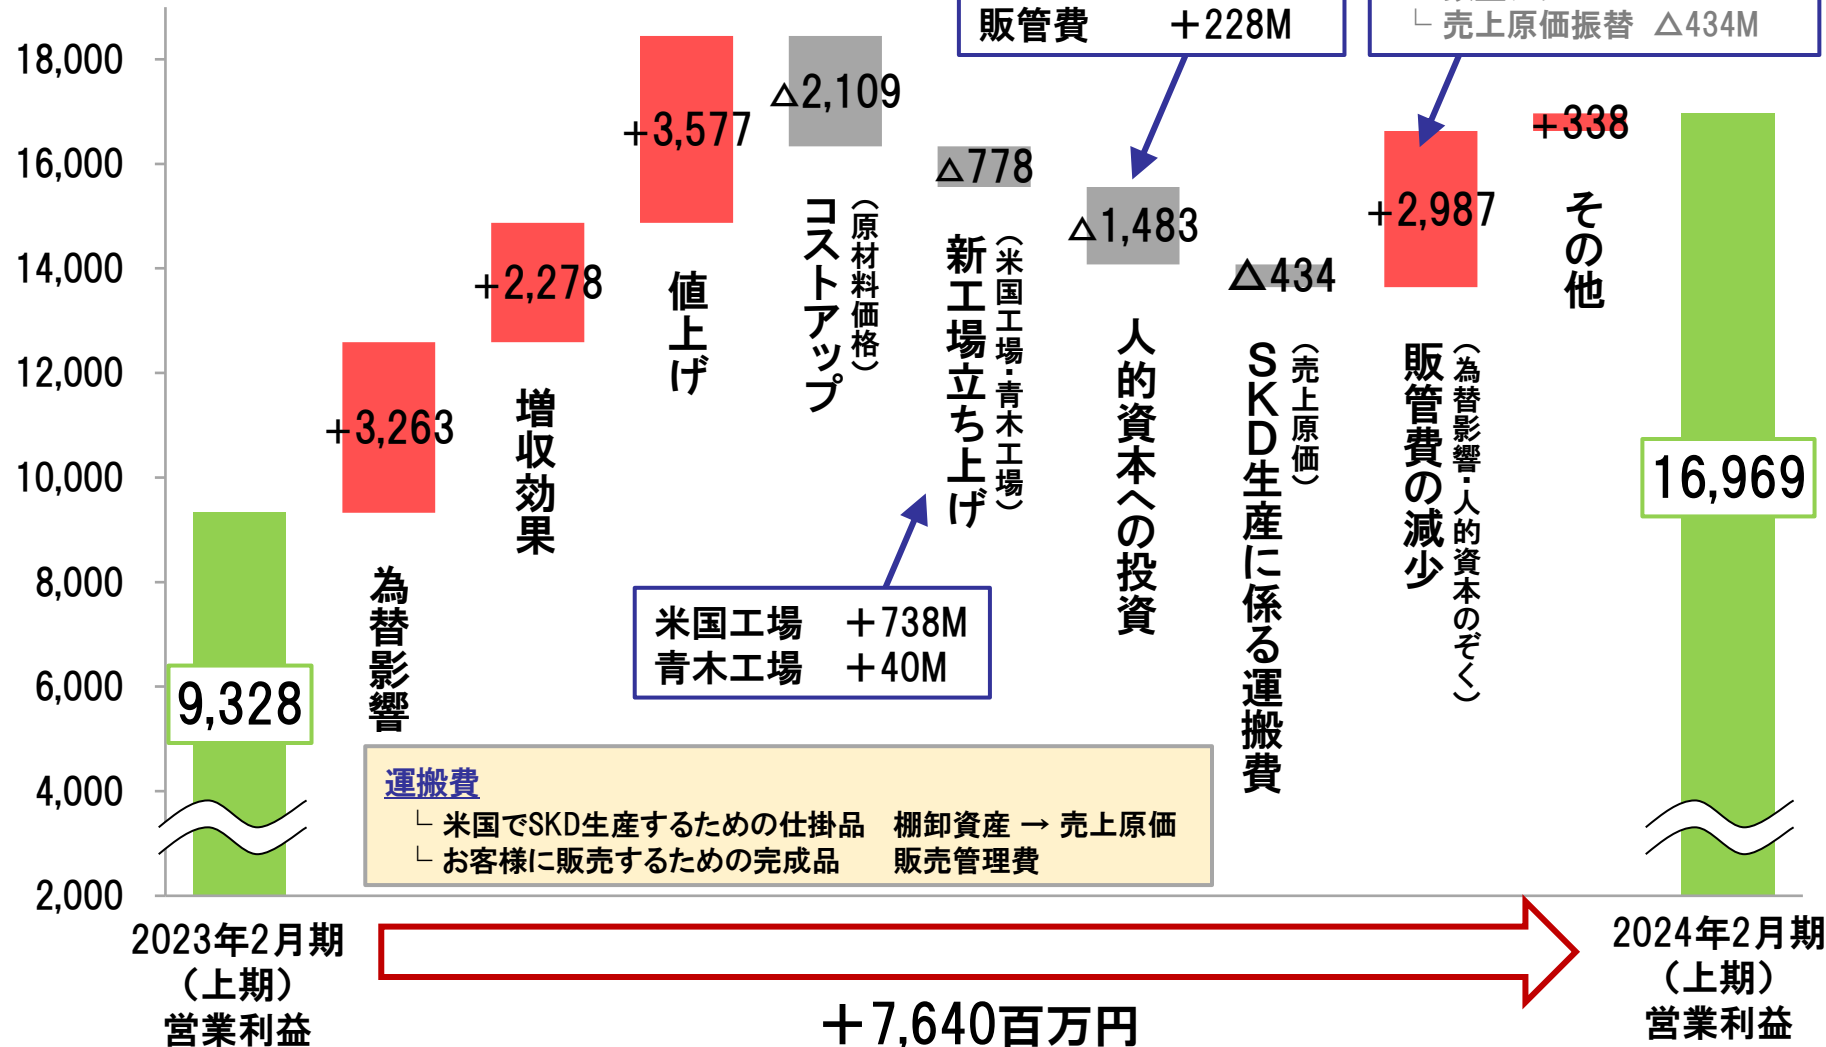 販管費 ＋228M
└ 売上原価振替 △434M
18,000
16,000
14,000
12,000
10,000
8,000
6,000
4,000
2,000
9,328
+3,263
為替影響
+2,278
増収効果
+3,577
値上げ
△2,109
コストアップ
（原材料価格）
△778
新工場立ち上げ
（米国工場・青木工場）
米国工場 ＋738M
青木工場 ＋40M
△1,483
人的資本への投資
△434
ＳＫＤ生産に係る運搬費
（売上原価）
+2,987
販管費の減少
（為替影響・人的資本のぞく）
+338
その他
16,969
運搬費
└ 米国でSKD生産するための仕掛品 棚卸資産 → 売上原価
└ お客様に販売するための完成品 販売管理費
2023年2月期
（上期）
営業利益
＋7,640百万円
2024年2月期
（上期）
営業利益